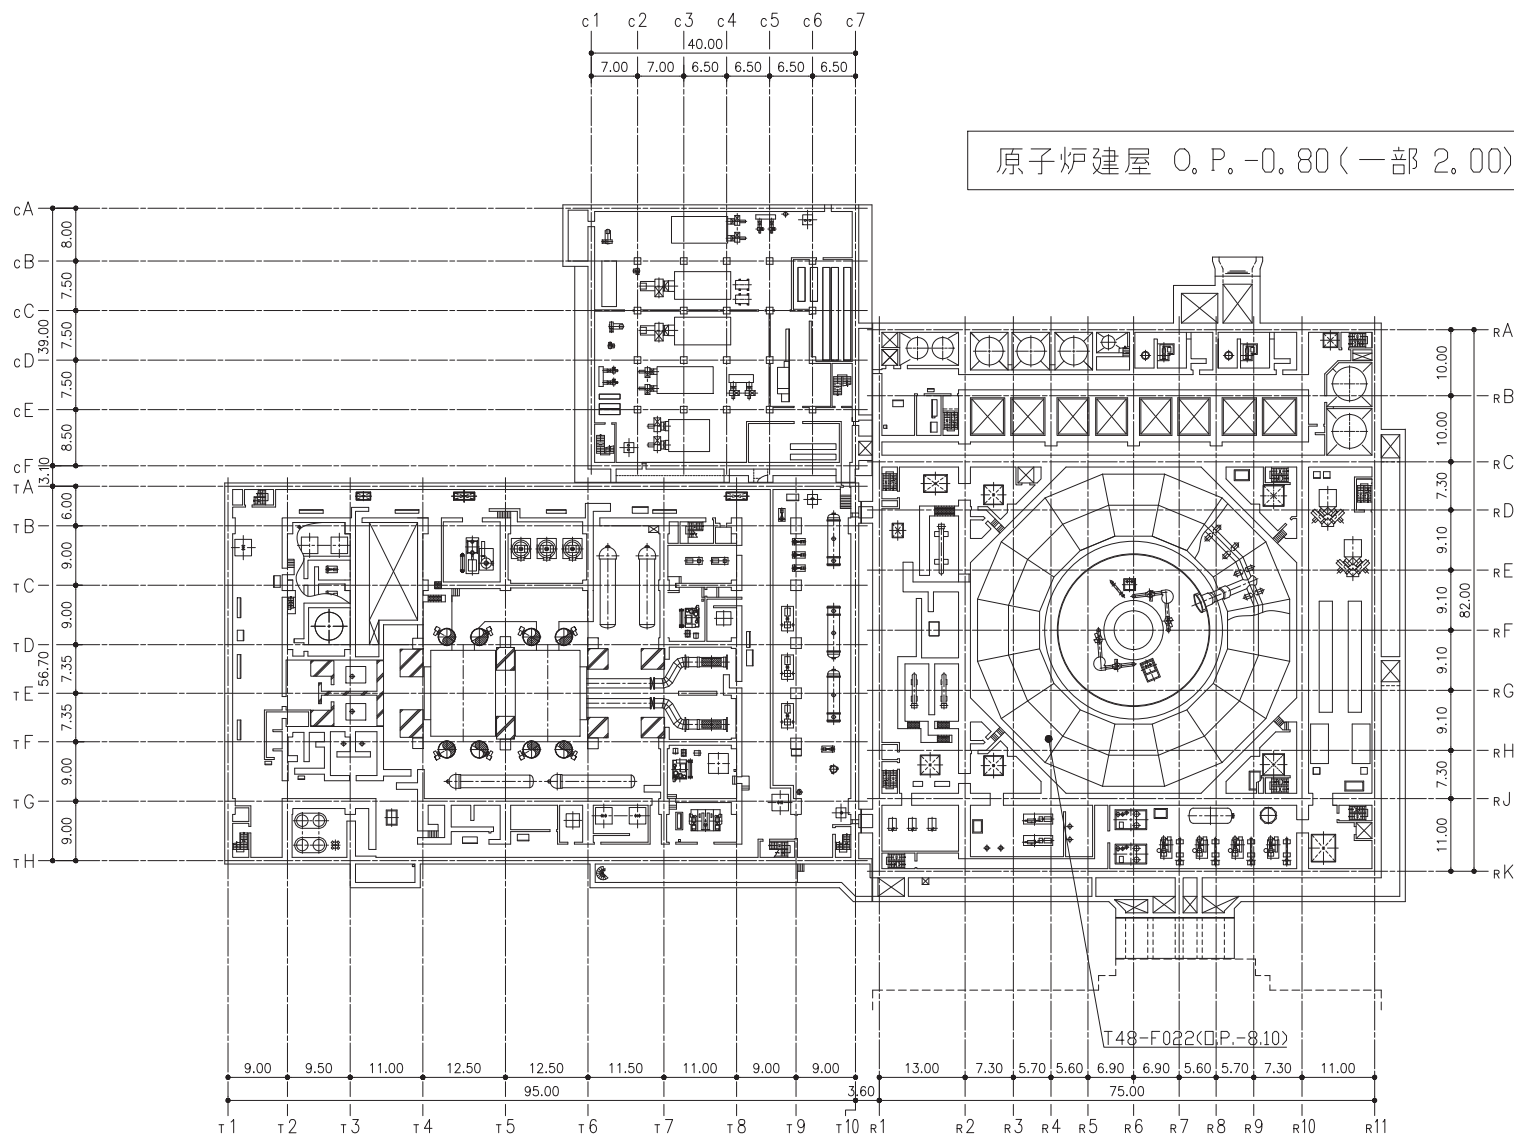 c1 c2 c3 c4 c5 c6 c7
40.00
7.00 7.00 6.50 6.50 6.50 6.50
原子炉建屋 O.P.-0.80(一部 2.00)
cA
cB
cC
cD
cE
cF
8.00
7.50
7.50
7.50
8.50
39.00
3.10
TA
TB
TC
TD
TE
TF
TG
TH
6.00
9.00
9.00
7.35
7.35
9.00
9.00
56.70
RA
RB
RC
RD
RE
RF
RG
RH
RJ
RK
10.00
10.00
7.30
9.10
9.10
9.10
9.10
7.30
11.00
82.00
T48-F022(O.P.-8.10)
9.00 9.50 11.00 12.50 12.50 11.50 11.00 9.00 9.00 13.00 7.30 5.70 5.60 6.90 6.90 5.60 5.70 7.30 11.00
95.00 3.60 75.00
T1 T2 T3 T4 T5 T6 T7 T8 T9 T10 R1 R2 R3 R4 R5 R6 R7 R8 R9 R10 R11